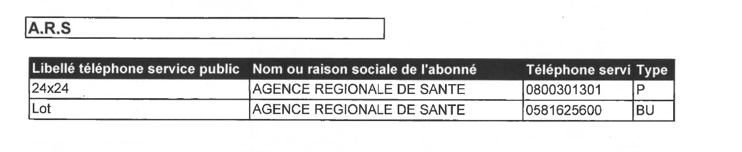 A.R.S
Libellé téléphone service public Nom ou raison sociale de l'abonné Téléphone servi Type
24x24 AGENCE REGIONALE DE SANTE 0800301301 P
Lot AGENCE REGIONALE DE SANTE 0581625600 BU